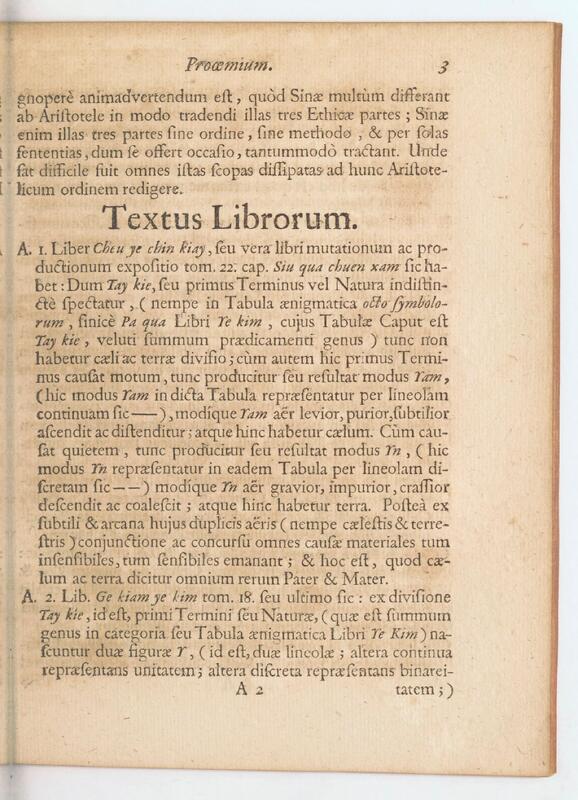 Proœmium. 3
gnoperè animadvertendum est, quòd Sinæ multùm differant
ab Aristotele in modo tradendi illas tres Ethicæ partes; Sinæ
enim illas tres partes sine ordine, sine methodo, & per solas
sententias, dum se offert occasio, tantummodò tractant. Unde
sat difficile fuit omnes istas scopas dissipatas ad hunc Aristote-
licum ordinem redigere.
Textus Librorum.
A. 1. Liber Cheu ye chin kiay, seu vera libri mutationum ac pro-
ductionum expositio tom. 22. cap. Siu qua chuen xam sic ha-
bet: Dum Tay kie, seu primus Terminus vel Natura indistin-
ctè spectatur, (nempe in Tabula ænigmatica octo symbolo-
rum, sinicè Pa qua Libri Ye kim, cujus Tabulæ Caput est
Tay kie, veluti summum prædicamenti genus) tunc non
habetur cæli ac terræ divisio; cùm autem hic primus Termi-
nus causat motum, tunc producitur seu resultat modus Yam,
(hic modus Yam in dicta Tabula repræsentatur per lineolam
continuam sic ——), modíque Yam aër levior, purior, subtilior
ascendit ac distenditur; atque hinc habetur cælum. Cùm cau-
sat quietem, tunc producitur seu resultat modus Yn, (hic
modus Yn repræsentatur in eadem Tabula per lineolam di-
scretam sic — —) modíque Yn aër gravior, impurior, crassior
descendit ac coalescit; atque hinc habetur terra. Posteà ex
subtili & arcana hujus duplicis aëris (nempe cælestis & terre-
stris) conjunctione ac concursu omnes causæ materiales tum
insensibiles, tum sensibiles emanant; & hoc est, quod cæ-
lum ac terra dicitur omnium rerum Pater & Mater.
A. 2. Lib. Ge kiam ye kim tom. 18. seu ultimo sic: ex divisione
Tay kie, id est, primi Termini seu Naturæ, (quæ est summum
genus in categoria seu Tabula ænigmatica Libri Ye Kim) na-
scuntur duæ figuræ Y, (id est, duæ lineolæ; altera continua
repræsentans unitatem; altera discreta repræsentans binarei-
A 2 tatem;)